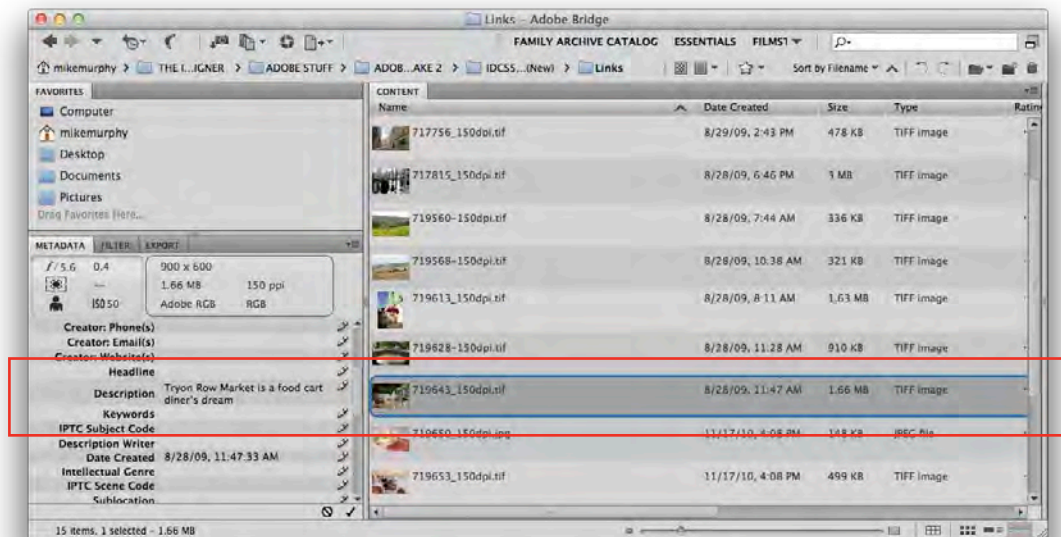 Links – Adobe Bridge
FAMILY ARCHIVE CATALOG ESSENTIALS FILMST
mikemurphy > THE I...IGNER > ADOBE STUFF > ADOB...AKE 2 > IDCS5...(New) > Links Sort by Filename
FAVORITES
Computer
mikemurphy
Desktop
Documents
Pictures
Drag Favorites Here...
METADATA FILTER EXPORT
f/5.6 0.4 900 x 600
-- 1.66 MB 150 ppi
ISO 50 Adobe RGB RGB
Creator: Phone(s)
Creator: Email(s)
Creator: Website(s)
Headline
Description Tryon Row Market is a food cart
diner's dream
Keywords
IPTC Subject Code
Description Writer
Date Created 8/28/09, 11:47:33 AM
Intellectual Genre
IPTC Scene Code
Sublocation
15 items, 1 selected - 1.66 MB
CONTENT
Name Date Created Size Type Rating
717756_150dpi.tif 8/29/09, 2:43 PM 478 KB TIFF image
717815_150dpi.tif 8/28/09, 6:46 PM 3 MB TIFF image
719560-150dpi.tif 8/28/09, 7:44 AM 336 KB TIFF image
719568-150dpi.tif 8/28/09, 10:38 AM 321 KB TIFF image
719613_150dpi.tif 8/28/09, 8:11 AM 1.63 MB TIFF image
719628-150dpi.tif 8/28/09, 11:28 AM 910 KB TIFF image
719643_150dpi.tif 8/28/09, 11:47 AM 1.66 MB TIFF image
719650_150dpi.jpg 11/17/10, 4:08 PM 148 KB JPEG file
719653_150dpi.tif 11/17/10, 4:08 PM 499 KB TIFF image